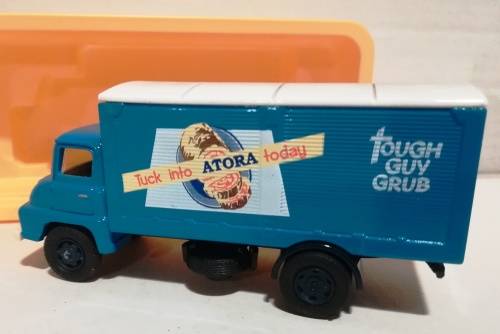 Tuck into ATORA today
TOUGH
GUY
GRUB